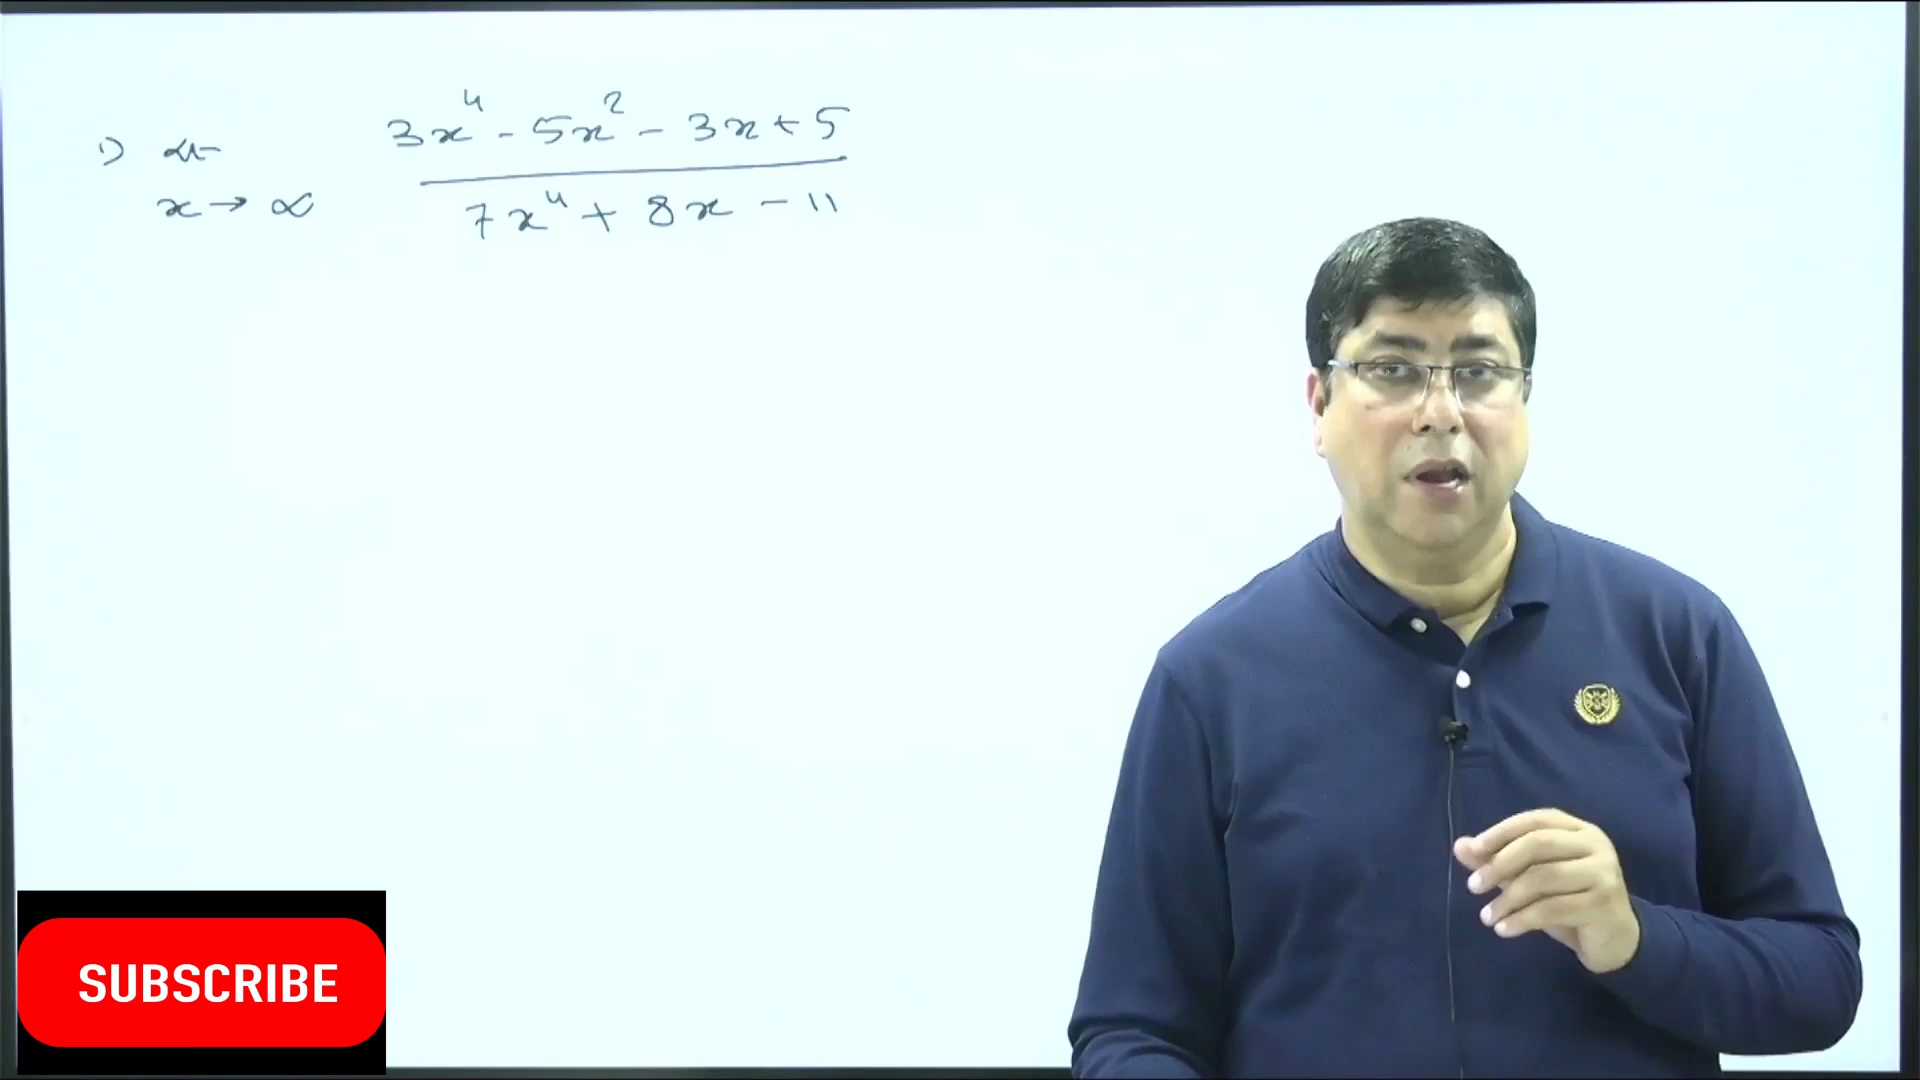 1) Lt 3x⁴ - 5x² - 3x + 5
x → ∞ 7x⁴ + 8x - 11
SUBSCRIBE